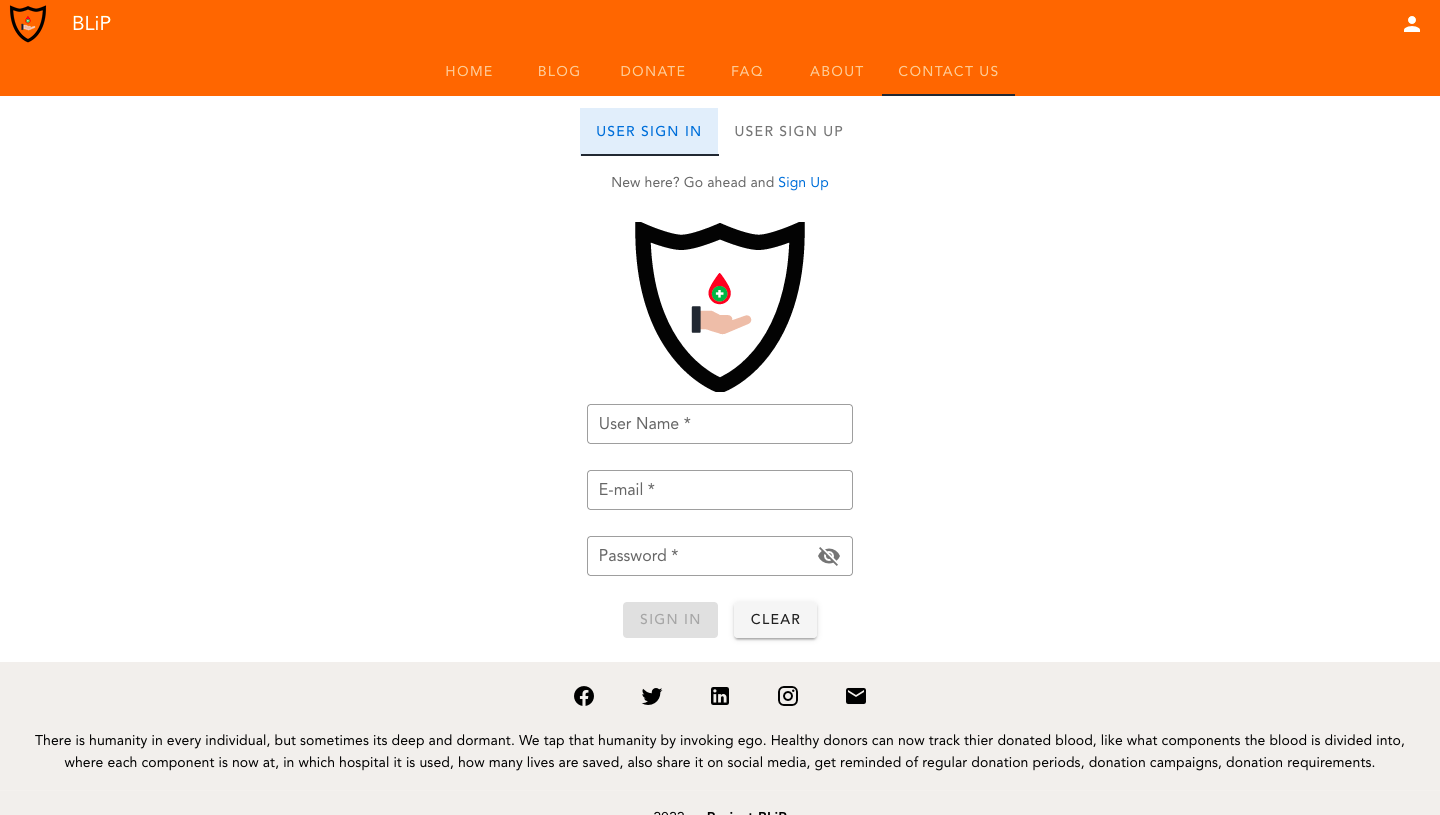 BLiP
HOME BLOG DONATE FAQ ABOUT CONTACT US
USER SIGN IN USER SIGN UP
New here? Go ahead and Sign Up
User Name *
E-mail *
Password *
SIGN IN CLEAR
There is humanity in every individual, but sometimes its deep and dormant. We tap that humanity by invoking ego. Healthy donors can now track thier donated blood, like what components the blood is divided into,
where each component is now at, in which hospital it is used, how many lives are saved, also share it on social media, get reminded of regular donation periods, donation campaigns, donation requirements.
Project BLiP